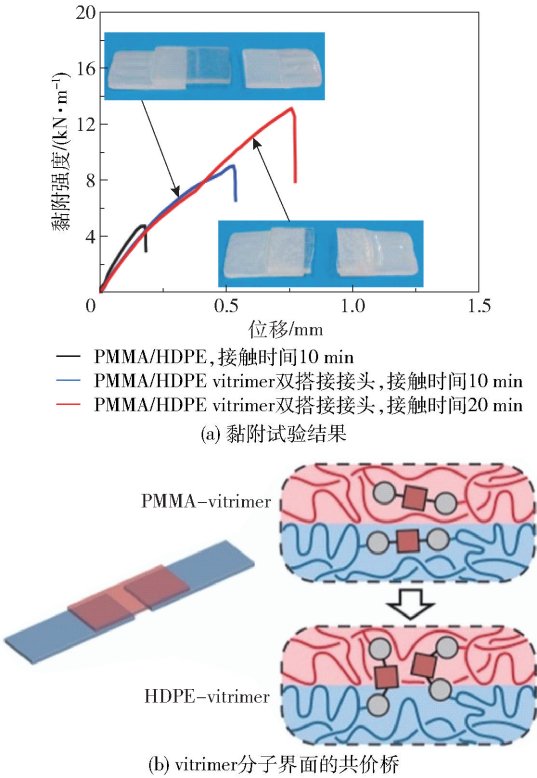 20
16
12
8
4
0
0.5
1.0
1.5
黏附强度/(kN·m⁻¹)
位移/mm
PMMA/HDPE,接触时间10 min
PMMA/HDPE vitrimer双搭接接头,接触时间10 min
PMMA/HDPE vitrimer双搭接接头,接触时间20 min
(a) 黏附试验结果
PMMA-vitrimer
HDPE-vitrimer
(b) vitrimer分子界面的共价桥